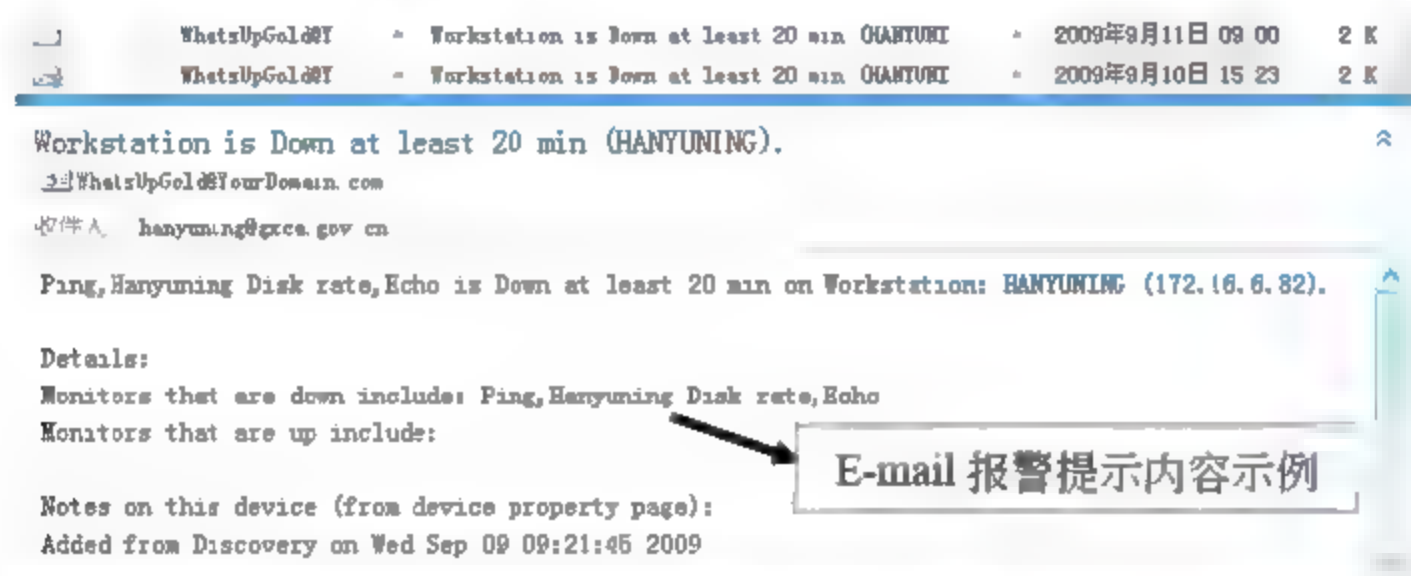 WhatsUpGold@Y Workstation is Down at least 20 min (HANYUNI 2009年9月11日 09 00 2 K
WhatsUpGold@Y Workstation is Down at least 20 min (HANYUNI 2009年9月10日 15 23 2 K
Workstation is Down at least 20 min (HANYUNING).
WhatsUpGold@YourDomain.com
收件人 hanyuning@gxca.gov cn
Ping,Hanyuning Disk rate,Echo is Down at least 20 min on Workstation: HANYUNING (172.16.6.82).
Details:
Monitors that are down include: Ping,Hanyuning Disk rate,Echo
Monitors that are up include:
E-mail 报警提示内容示例
Notes on this device (from device property page):
Added from Discovery on Wed Sep 09 09:21:45 2009